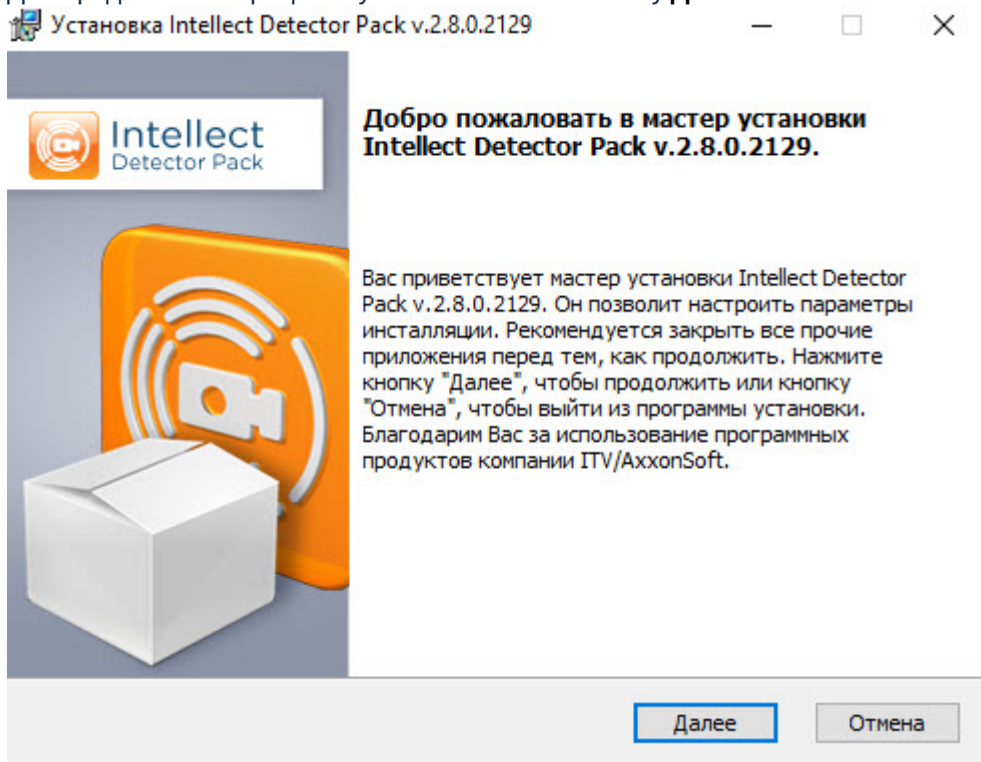 Установка Intellect Detector Pack v.2.8.0.2129
Intellect
Detector Pack
Добро пожаловать в мастер установки
Intellect Detector Pack v.2.8.0.2129.
Вас приветствует мастер установки Intellect Detector
Pack v.2.8.0.2129. Он позволит настроить параметры
инсталляции. Рекомендуется закрыть все прочие
приложения перед тем, как продолжить. Нажмите
кнопку "Далее", чтобы продолжить или кнопку
"Отмена", чтобы выйти из программы установки.
Благодарим Вас за использование программных
продуктов компании ITV/AxxonSoft.
Далее
Отмена